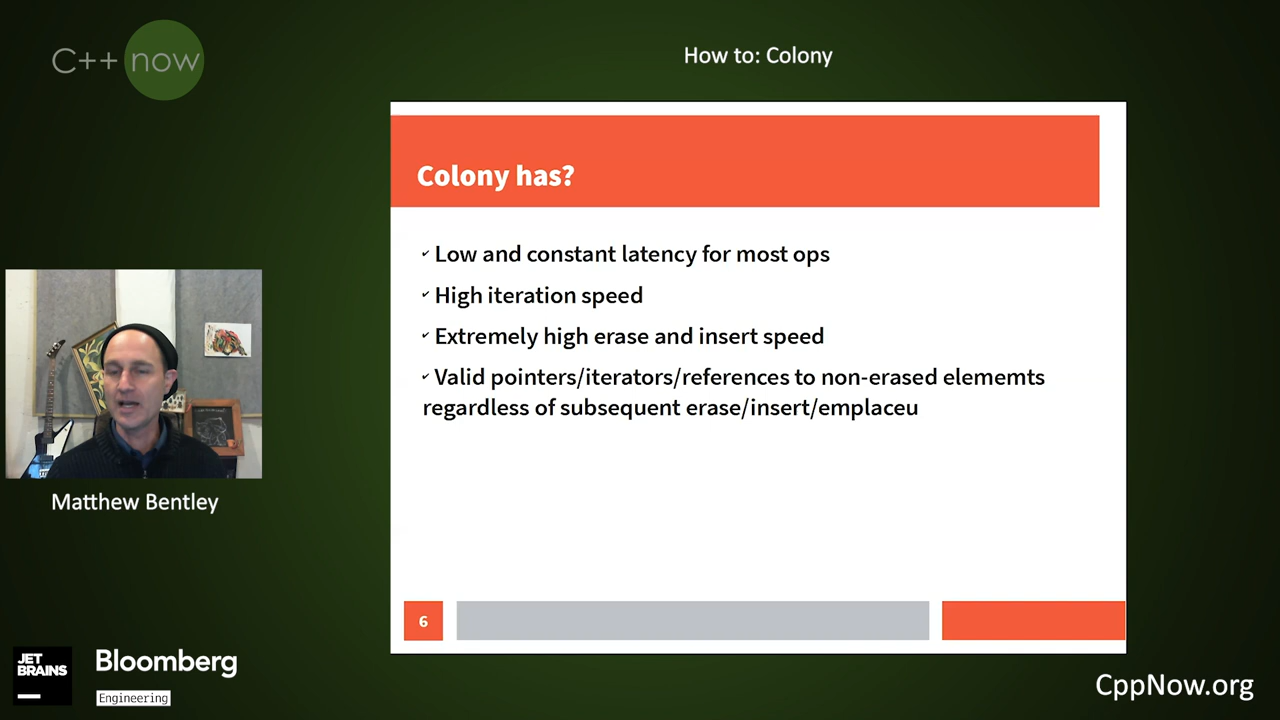 C++ now
How to: Colony
Colony has?
✓ Low and constant latency for most ops
✓ High iteration speed
✓ Extremely high erase and insert speed
✓ Valid pointers/iterators/references to non-erased elememts
regardless of subsequent erase/insert/emplaceu
Matthew Bentley
6
JET
BRAINS
Bloomberg
Engineering
CppNow.org